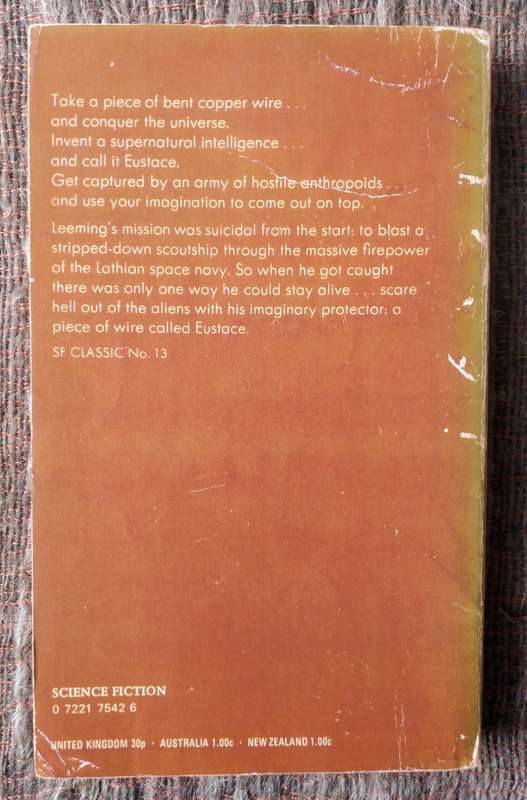 Take a piece of bent copper wire . . .
and conquer the universe.
Invent a supernatural intelligence . . .
and call it Eustace.
Get captured by an army of hostile anthropoids . . .
and use your imagination to come out on top.
Leeming's mission was suicidal from the start: to blast a
stripped-down scoutship through the massive firepower
of the Lathian space navy. So when he got caught
there was only one way he could stay alive . . . scare
hell out of the aliens with his imaginary protector: a
piece of wire called Eustace.
SF CLASSIC No. 13
SCIENCE FICTION
0 7221 7542 6
UNITED KINGDOM 30p · AUSTRALIA 1.00c · NEW ZEALAND 1.00c